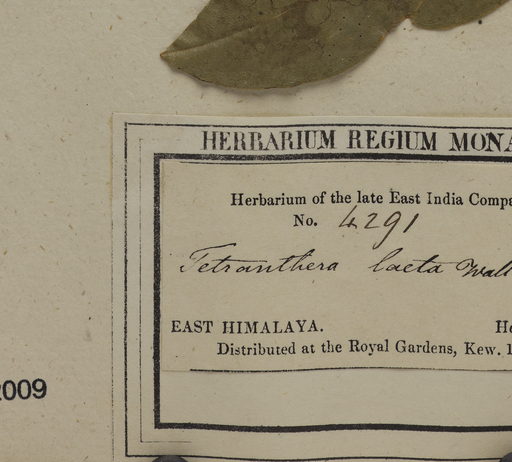 HERBARIUM REGIUM MONA
Herbarium of the late East India Compa
No. 4291
Tetranthera laeta Wall
EAST HIMALAYA. He
Distributed at the Royal Gardens, Kew. 1
2009